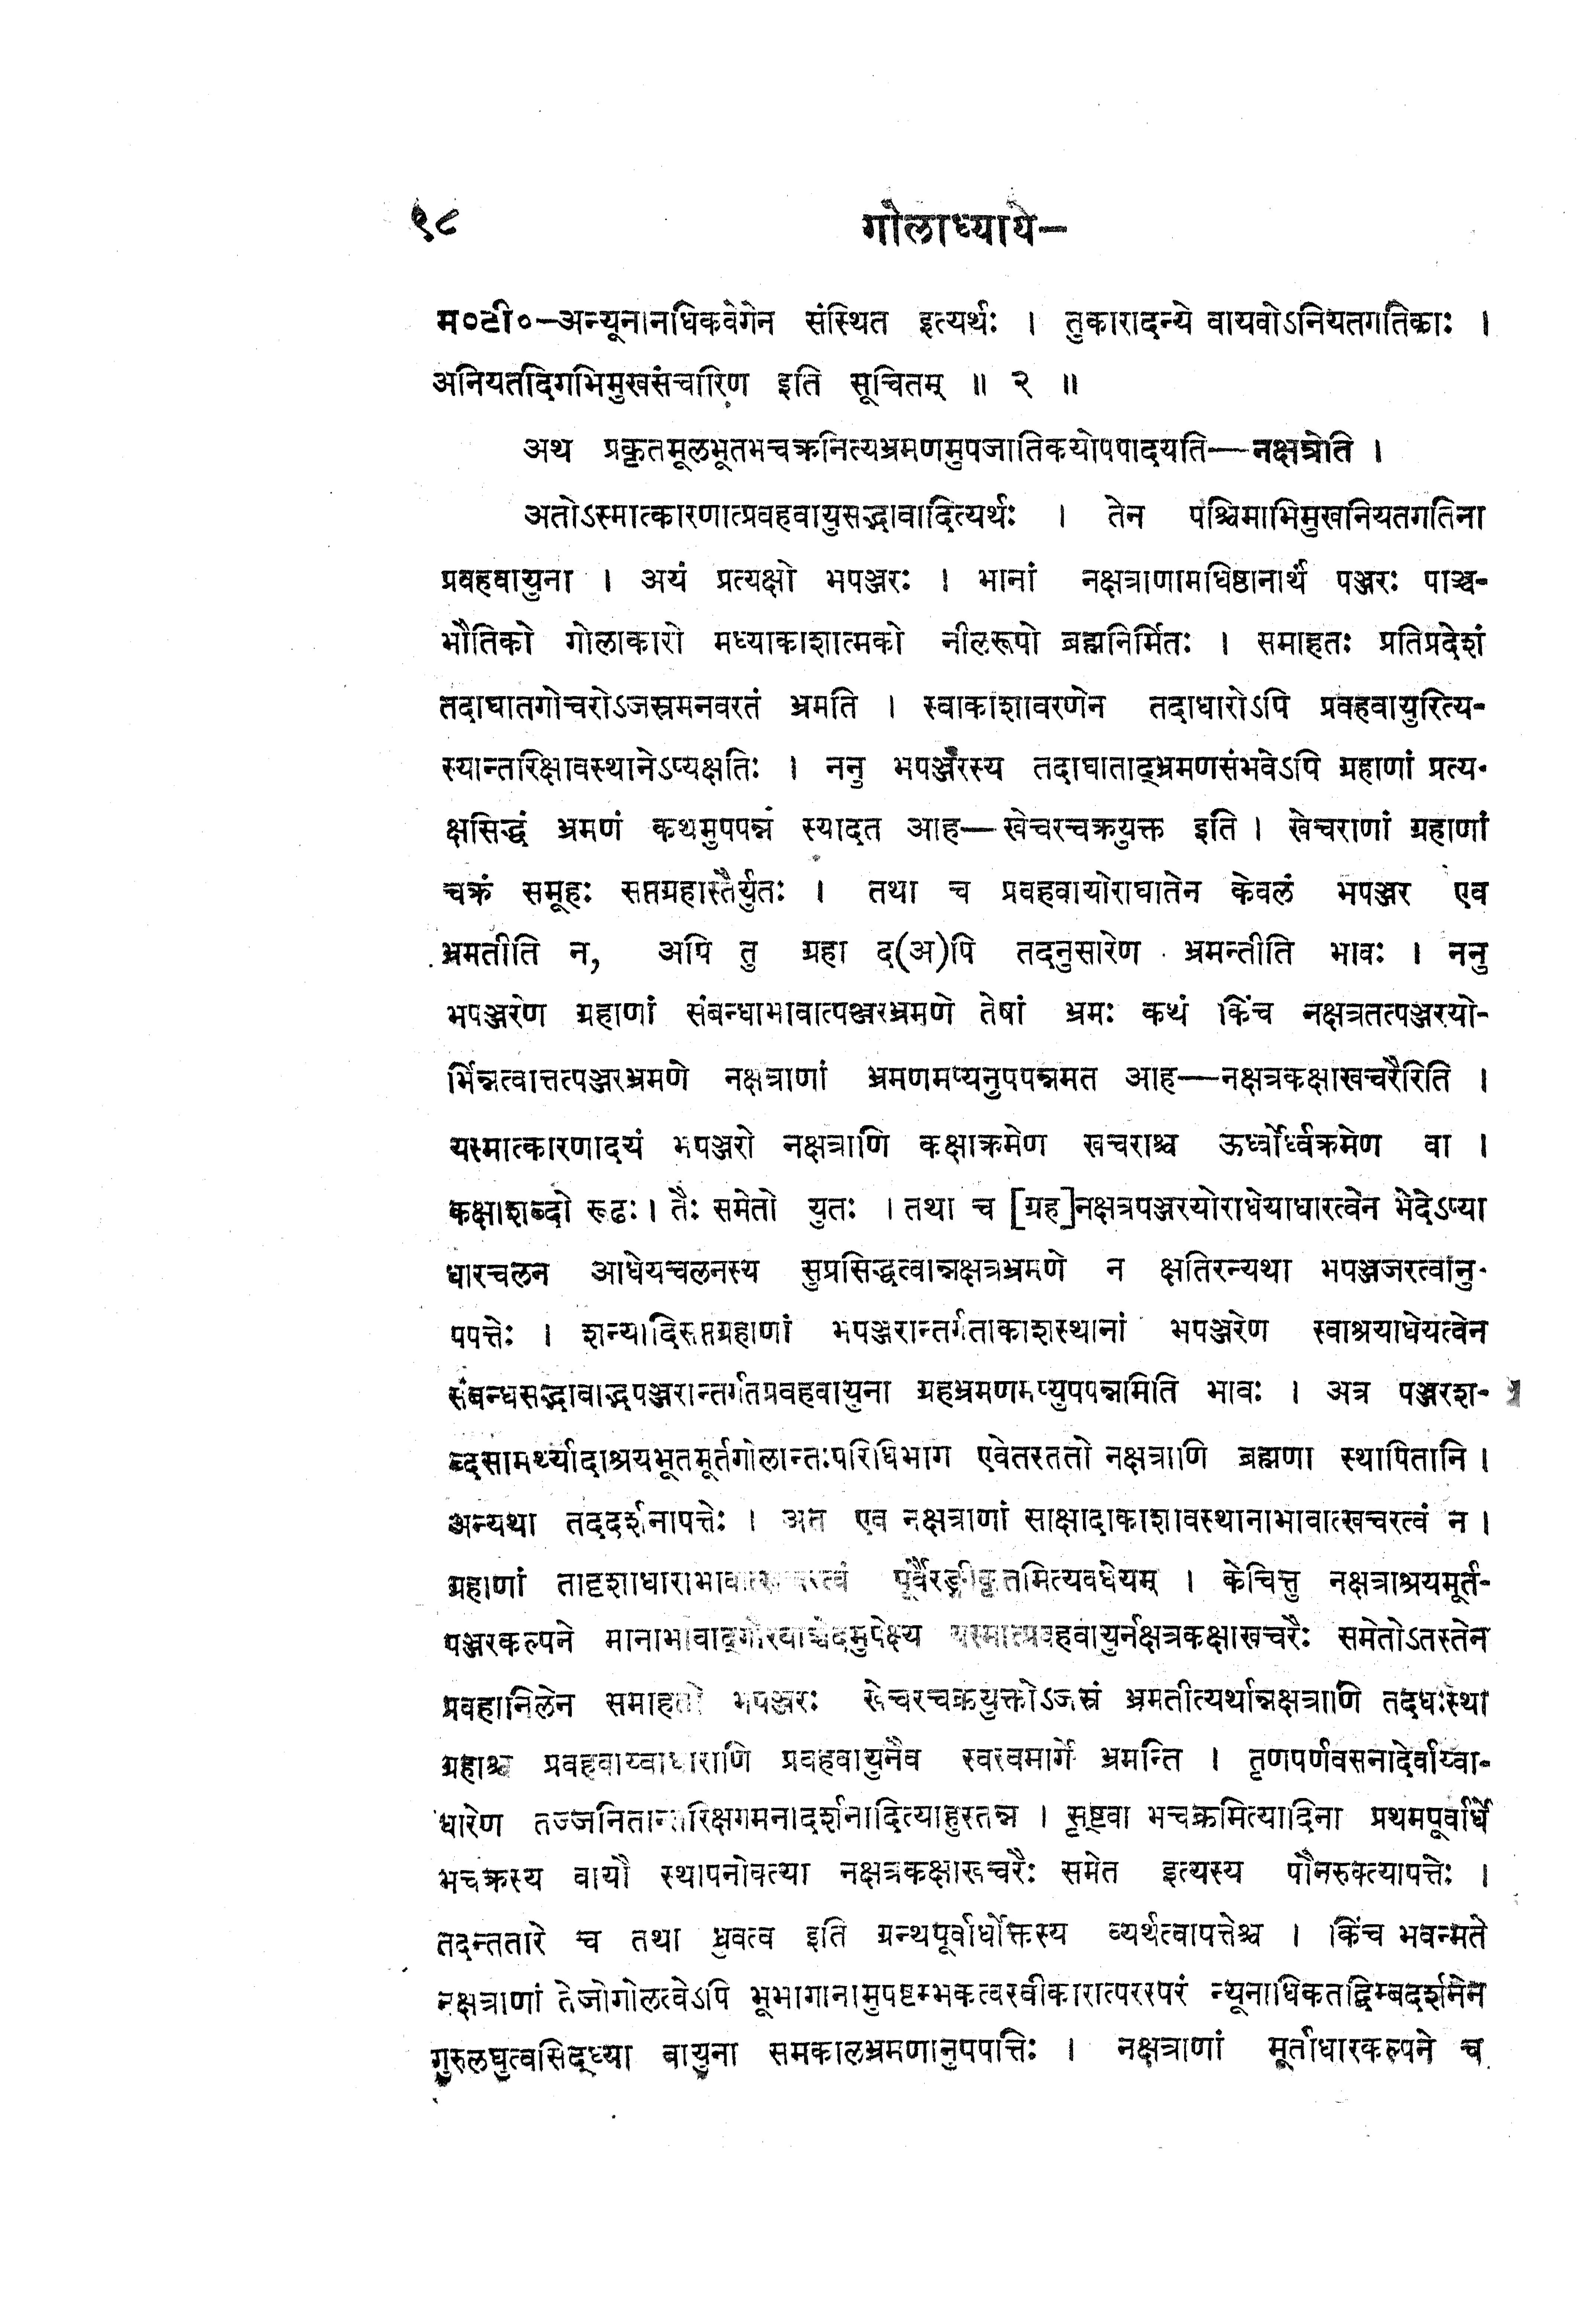 ९८
गोलाध्याये—
म०टी०—अन्यूनानधिकवेगेन संस्थित इत्यर्थः । तुकारादन्ये वायवोऽनियतगतिकाः ।
अनियतदिगभिमुखसंचारिण इति सूचितम् ॥ २ ॥
अथ प्रकृतमूलभूतभचक्रनित्यभ्रमणमुपजातिकयोपपादयति—नक्षत्रेति ।
अतोऽस्मात्कारणात्प्रवहवायुसद्भावादित्यर्थः । तेन पश्चिमाभिमुखनियतगतिना
प्रवहवायुना । अयं प्रत्यक्षो भपञ्जरः । भानां नक्षत्राणामधिष्ठानार्थं पञ्जरः पाञ्च-
भौतिको गोलाकारो मध्याकाशात्मको नीलरूपो ब्रह्मनिर्मितः । समाहतः प्रतिप्रदेशं
तदाघातगोचरोऽजस्रमनवरतं भ्रमति । स्वाकाशावरणेन तदाधारोऽपि प्रवहवायुरित्य-
स्यान्तरिक्षावस्थानेऽप्यक्षतिः । ननु भपञ्जरस्य तदाघाताद्भ्रमणसंभवेऽपि ग्रहाणां प्रत्य-
क्षसिद्धं भ्रमणं कथमुपपन्नं स्यादत आह—खेचरचक्रयुक्त इति । खेचराणां ग्रहाणां
चक्रं समूहः सप्तग्रहास्तैर्युतः । तथा च प्रवहवायोराघातेन केवलं भपञ्जर एव
भ्रमतीति न, अपि तु ग्रहा द(अ)पि तदनुसारेण भ्रमन्तीति भावः । ननु
भपञ्जरेण ग्रहाणां संबन्धाभावात्पञ्जरभ्रमणे तेषां भ्रमः कथं किंच नक्षत्रतत्पञ्जरयो-
र्भिन्नत्वात्तत्पञ्जरभ्रमणे नक्षत्राणां भ्रमणमप्यनुपपन्नमत आह—नक्षत्रकक्षाखचरैरिति ।
यस्मात्कारणादयं भपञ्जरो नक्षत्राणि कक्षाक्रमेण खचराश्च ऊर्ध्वोर्ध्वक्रमेण वा ।
कक्षाशब्दो रूढः। तैः समेतो युतः । तथा च [ग्रह]नक्षत्रपञ्जरयोराधेयाधारत्वेन भेदेऽप्या
धारचलन आधेयचलनस्य सुप्रसिद्धत्वान्नक्षत्रभ्रमणे न क्षतिरन्यथा भपञ्जजरत्वानु-
पपत्तेः । शन्यादिसप्तग्रहाणां भपञ्जरान्तर्गताकाशस्थानां भपञ्जरेण स्वाश्रयाधेयत्वेन
संबन्धसद्भावाद्भपञ्जरान्तर्गतप्रवहवायुना ग्रहभ्रमणमप्युपपन्नमिति भावः । अत्र पञ्जरश-
ब्दसामर्थ्यादाश्रयभूतमूर्तगोलान्तःपरिधिभाग एवेतस्ततो नक्षत्राणि ब्रह्मणा स्थापितानि ।
अन्यथा तददर्शनापत्तेः । अत एव नक्षत्राणां साक्षादाकाशावस्थानाभावात्खचरत्वं न ।
ग्रहाणां तादृशाधाराभावात्खचरत्वं पूर्वैरङ्गीकृतमित्यवधेयम् । केचित्तु नक्षत्राश्रयमूर्त-
पञ्जरकल्पने मानाभावाद्गौरवाच्चेदमुपेक्ष्य यस्मात्प्रवहवायुर्नक्षत्रकक्षाखचरैः समेतोऽतस्तेन
प्रवहानिलेन समाहतो भपञ्जरः खेचरचक्रयुक्तोऽजस्रं भ्रमतीत्यर्थान्नक्षत्राणि तदधःस्था
ग्रहाश्च प्रवहवाय्वाधाराणि प्रवहवायुनैव स्वस्वमार्गे भ्रमन्ति । तृणपर्णवसनादेर्वाय्वा-
धारेण तज्जनितान्तरिक्षगमनादर्शनादित्याहुस्तन्न । सृष्ट्वा भचक्रमित्यादिना प्रथमपूर्वार्धे
भचक्रस्य वायौ स्थापनोक्त्या नक्षत्रकक्षाखचरैः समेत इत्यस्य पौनरुक्त्यापत्तेः ।
तदन्ततारे च तथा ध्रुवत्व इति ग्रन्थपूर्वार्धोक्तस्य व्यर्थत्वापत्तेश्च । किंच भवन्मते
नक्षत्राणां तेजोगोलत्वेऽपि भूभागानामुपष्टम्भकत्वस्वीकारात्परस्परं न्यूनाधिकतद्बिम्बदर्शनेन
गुरुलघुत्वसिद्ध्या वायुना समकालभ्रमणानुपपत्तिः । नक्षत्राणां मूर्ताधारकल्पने च